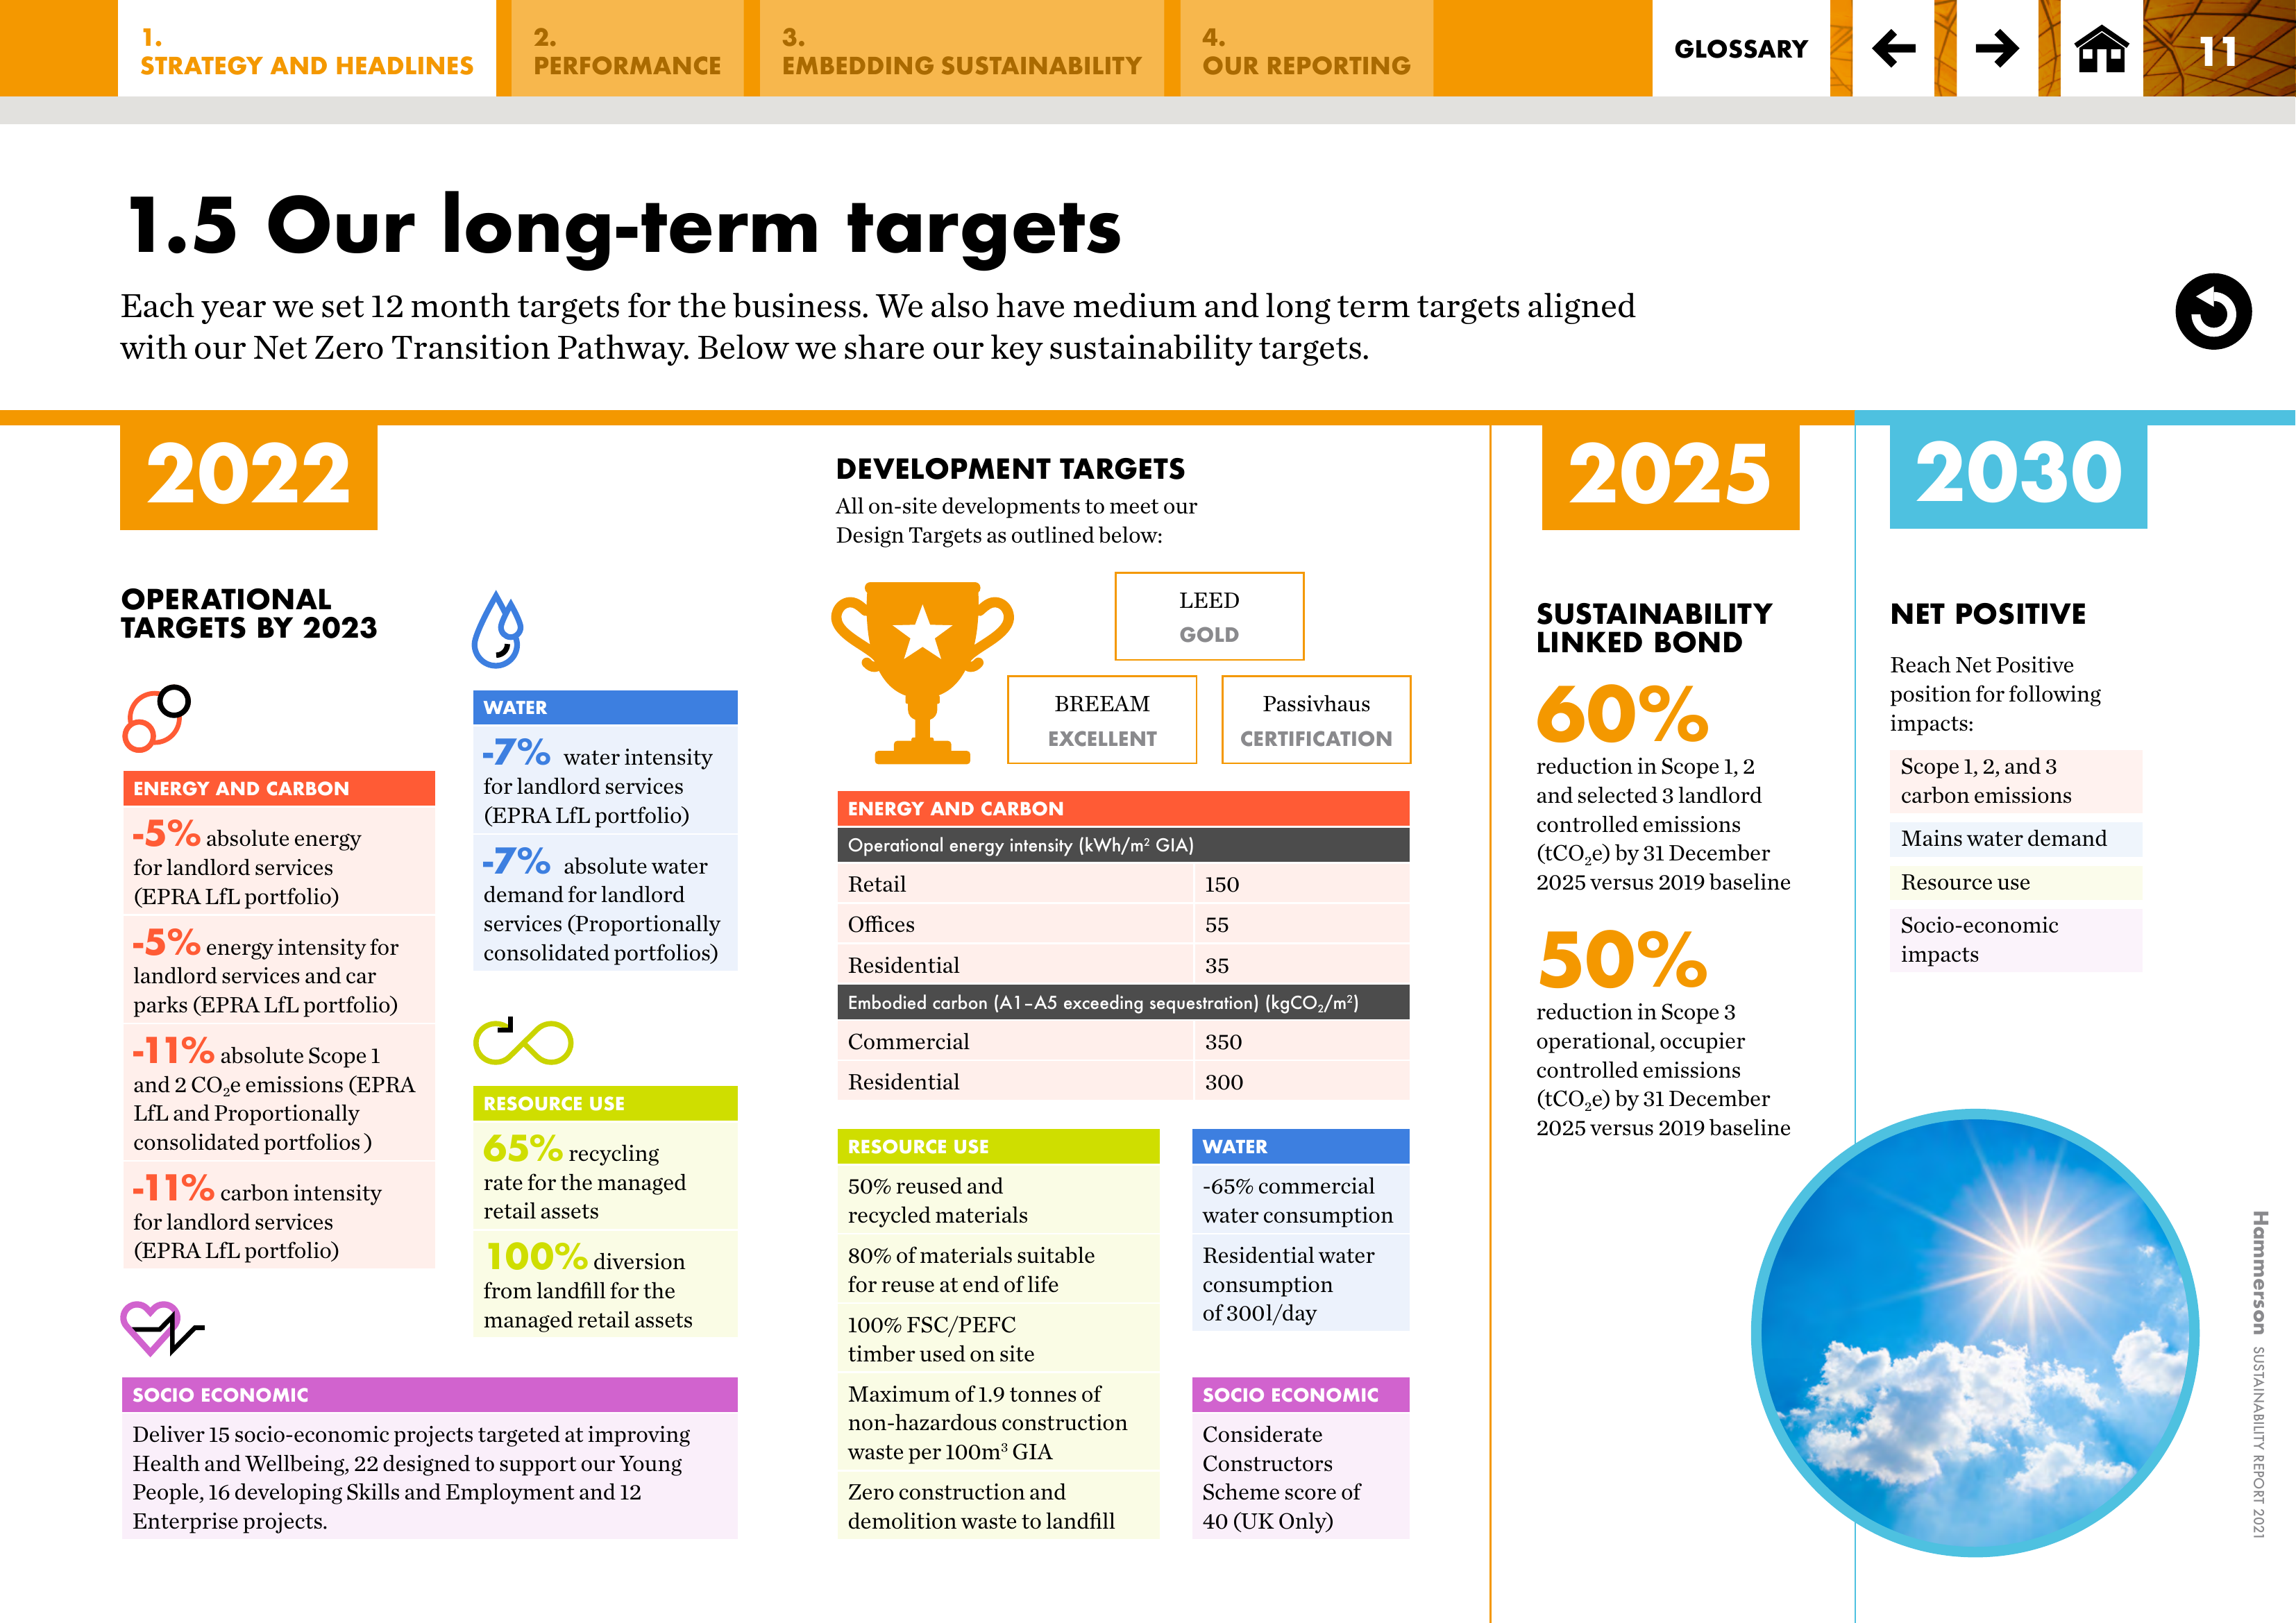 1.
STRATEGY AND HEADLINES
2.
PERFORMANCE
3.
EMBEDDING SUSTAINABILITY
4.
OUR REPORTING
GLOSSARY
11
1.5 Our long-term targets
Each year we set 12 month targets for the business. We also have medium and long term targets aligned
with our Net Zero Transition Pathway. Below we share our key sustainability targets.
2022
OPERATIONAL
TARGETS BY 2023
ENERGY AND CARBON
-5% absolute energy
for landlord services
(EPRA LfL portfolio)
-5% energy intensity for
landlord services and car
parks (EPRA LfL portfolio)
-11% absolute Scope 1
and 2 CO₂e emissions (EPRA
LfL and Proportionally
consolidated portfolios )
-11% carbon intensity
for landlord services
(EPRA LfL portfolio)
WATER
-7% water intensity
for landlord services
(EPRA LfL portfolio)
-7% absolute water
demand for landlord
services (Proportionally
consolidated portfolios)
RESOURCE USE
65% recycling
rate for the managed
retail assets
100% diversion
from landfill for the
managed retail assets
SOCIO ECONOMIC
Deliver 15 socio-economic projects targeted at improving
Health and Wellbeing, 22 designed to support our Young
People, 16 developing Skills and Employment and 12
Enterprise projects.
DEVELOPMENT TARGETS
All on-site developments to meet our
Design Targets as outlined below:
LEED
GOLD
BREEAM
EXCELLENT
Passivhaus
CERTIFICATION
ENERGY AND CARBON
Operational energy intensity (kWh/m² GIA)
Retail 150
Offices 55
Residential 35
Embodied carbon (A1–A5 exceeding sequestration) (kgCO₂/m²)
Commercial 350
Residential 300
RESOURCE USE
50% reused and
recycled materials
80% of materials suitable
for reuse at end of life
100% FSC/PEFC
timber used on site
Maximum of 1.9 tonnes of
non-hazardous construction
waste per 100m³ GIA
Zero construction and
demolition waste to landfill
WATER
-65% commercial
water consumption
Residential water
consumption
of 300l/day
SOCIO ECONOMIC
Considerate
Constructors
Scheme score of
40 (UK Only)
2025
SUSTAINABILITY
LINKED BOND
60%
reduction in Scope 1, 2
and selected 3 landlord
controlled emissions
(tCO₂e) by 31 December
2025 versus 2019 baseline
50%
reduction in Scope 3
operational, occupier
controlled emissions
(tCO₂e) by 31 December
2025 versus 2019 baseline
2030
NET POSITIVE
Reach Net Positive
position for following
impacts:
Scope 1, 2, and 3
carbon emissions
Mains water demand
Resource use
Socio-economic
impacts
Hammerson SUSTAINABILITY REPORT 2021